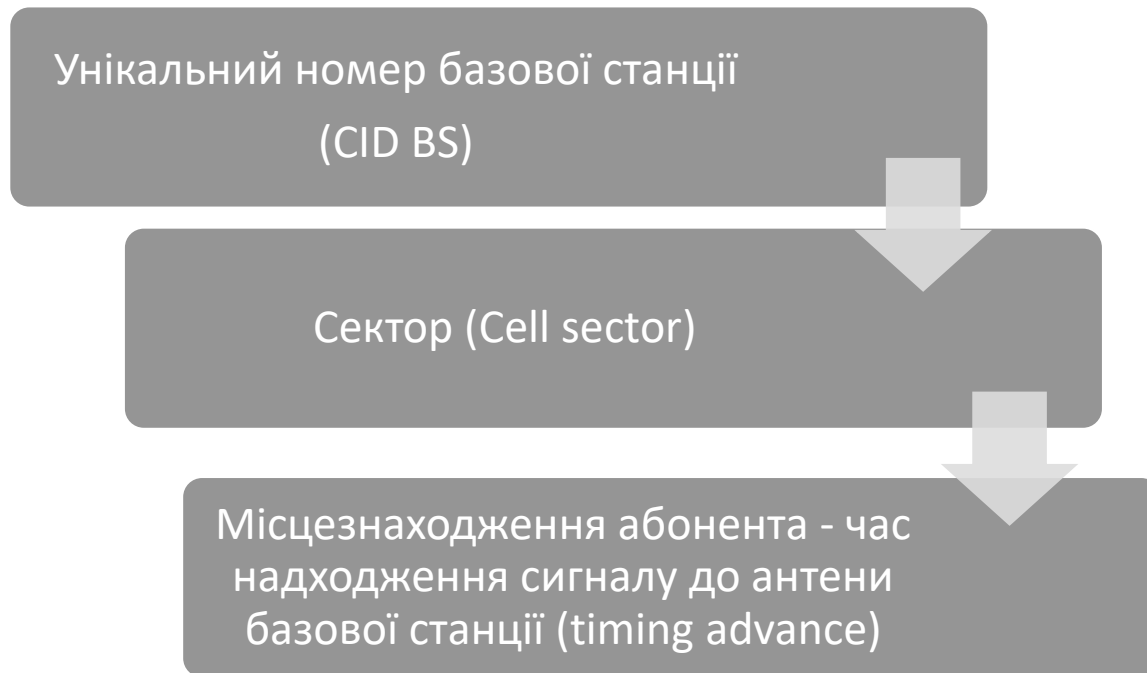 Унікальний номер базової станції
(CID BS)
Сектор (Cell sector)
Місцезнаходження абонента - час
надходження сигналу до антени
базової станції (timing advance)